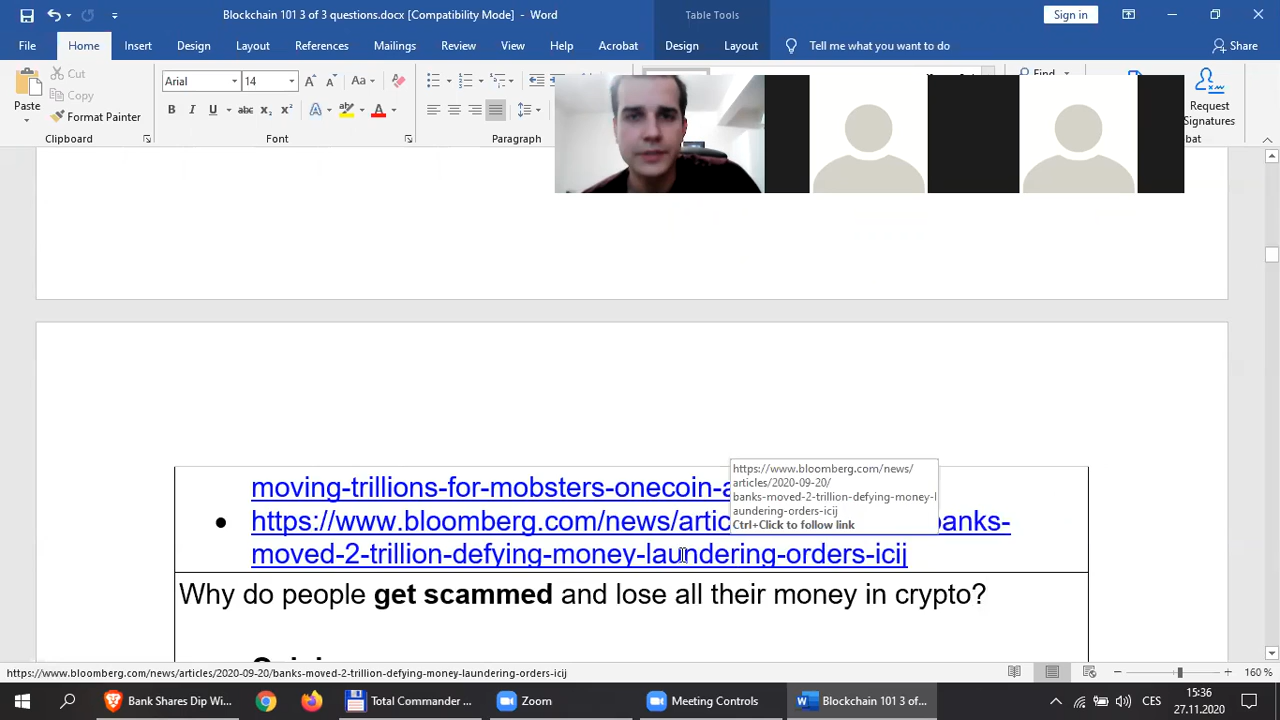 Blockchain 101 3 of 3 questions.docx [Compatibility Mode] - Word
Table Tools
Sign in
File Home Insert Design Layout References Mailings Review View Help Acrobat Design Layout Tell me what you want to do Share
Paste
Cut
Copy
Format Painter
Clipboard
Arial 14
Aa
B I U abc x₂ x² A A
Font
Paragraph
Find
Request
Signatures
bat
moving-trillions-for-mobsters-onecoin-a
https://www.bloomberg.com/news/artic
banks-
moved-2-trillion-defying-money-laundering-orders-icij
https://www.bloomberg.com/news/
articles/2020-09-20/
banks-moved-2-trillion-defying-money-l
aundering-orders-icij
Ctrl+Click to follow link
Why do people get scammed and lose all their money in crypto?
https://www.bloomberg.com/news/articles/2020-09-20/banks-moved-2-trillion-defying-money-laundering-orders-icij
160 %
Bank Shares Dip Wi...
Total Commander ...
Zoom
Meeting Controls
Blockchain 101 3 of...
CES
15:36
27.11.2020